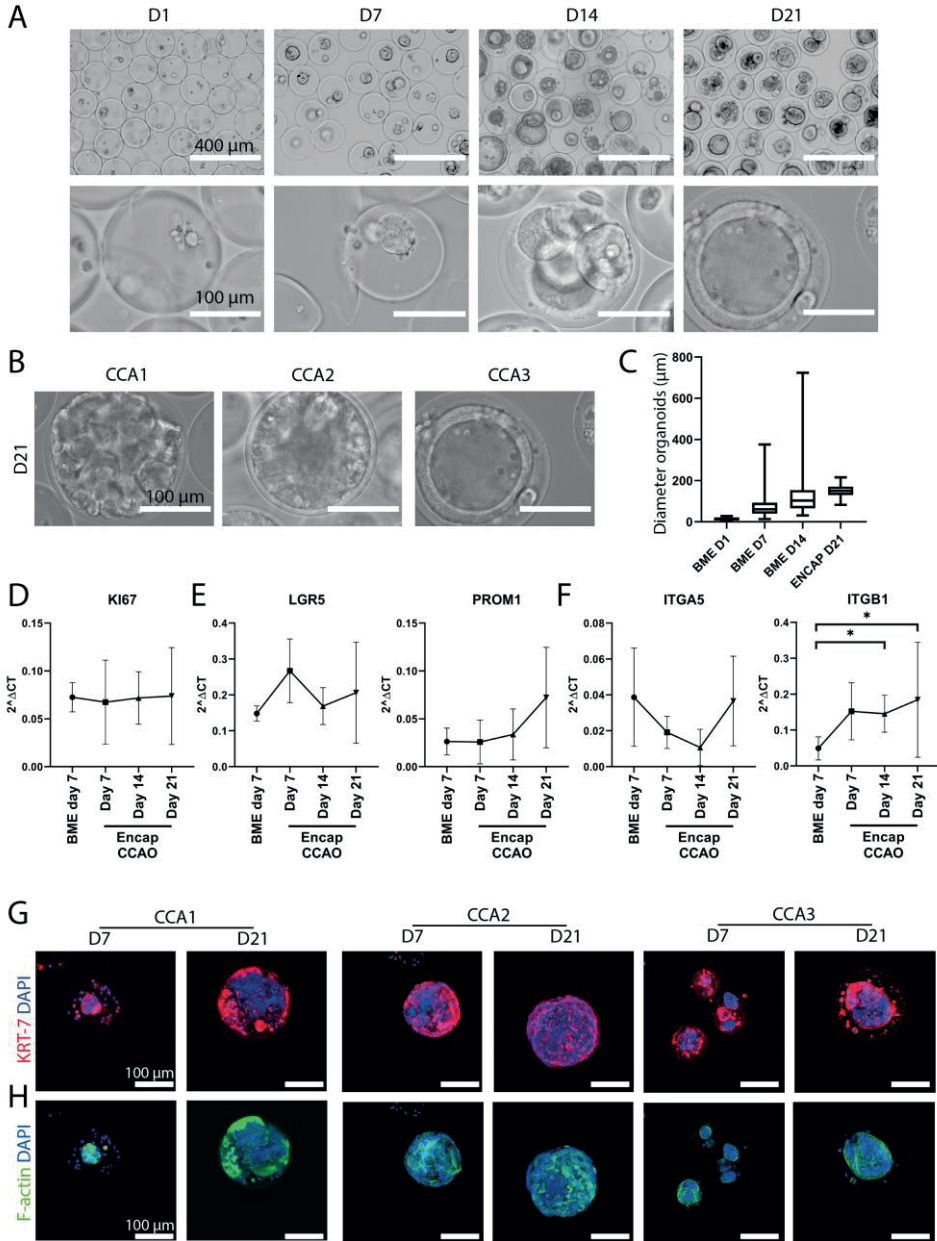 A
D1 D7 D14 D21
400 µm
100 µm
B
CCA1 CCA2 CCA3
D21
100 µm
C
Diameter organoids (µm)
800
600
400
200
0
BME D1
BME D7
BME D14
ENCAP D21
D
KI67
2^ΔCT
0.15
0.10
0.05
0.00
BME day 7
Day 7
Day 14
Day 21
Encap
CCAO
E
LGR5
2^ΔCT
0.4
0.3
0.2
0.1
0.0
BME day 7
Day 7
Day 14
Day 21
Encap
CCAO
PROM1
2^ΔCT
0.15
0.10
0.05
0.00
BME day 7
Day 7
Day 14
Day 21
Encap
CCAO
F
ITGA5
2^ΔCT
0.08
0.06
0.04
0.02
0.00
BME day 7
Day 7
Day 14
Day 21
Encap
CCAO
ITGB1
* *
2^ΔCT
0.4
0.3
0.2
0.1
0.0
BME day 7
Day 7
Day 14
Day 21
Encap
CCAO
G
CCA1 CCA2 CCA3
D7 D21 D7 D21 D7 D21
KRT-7 DAPI
100 µm
H
F-actin DAPI
100 µm